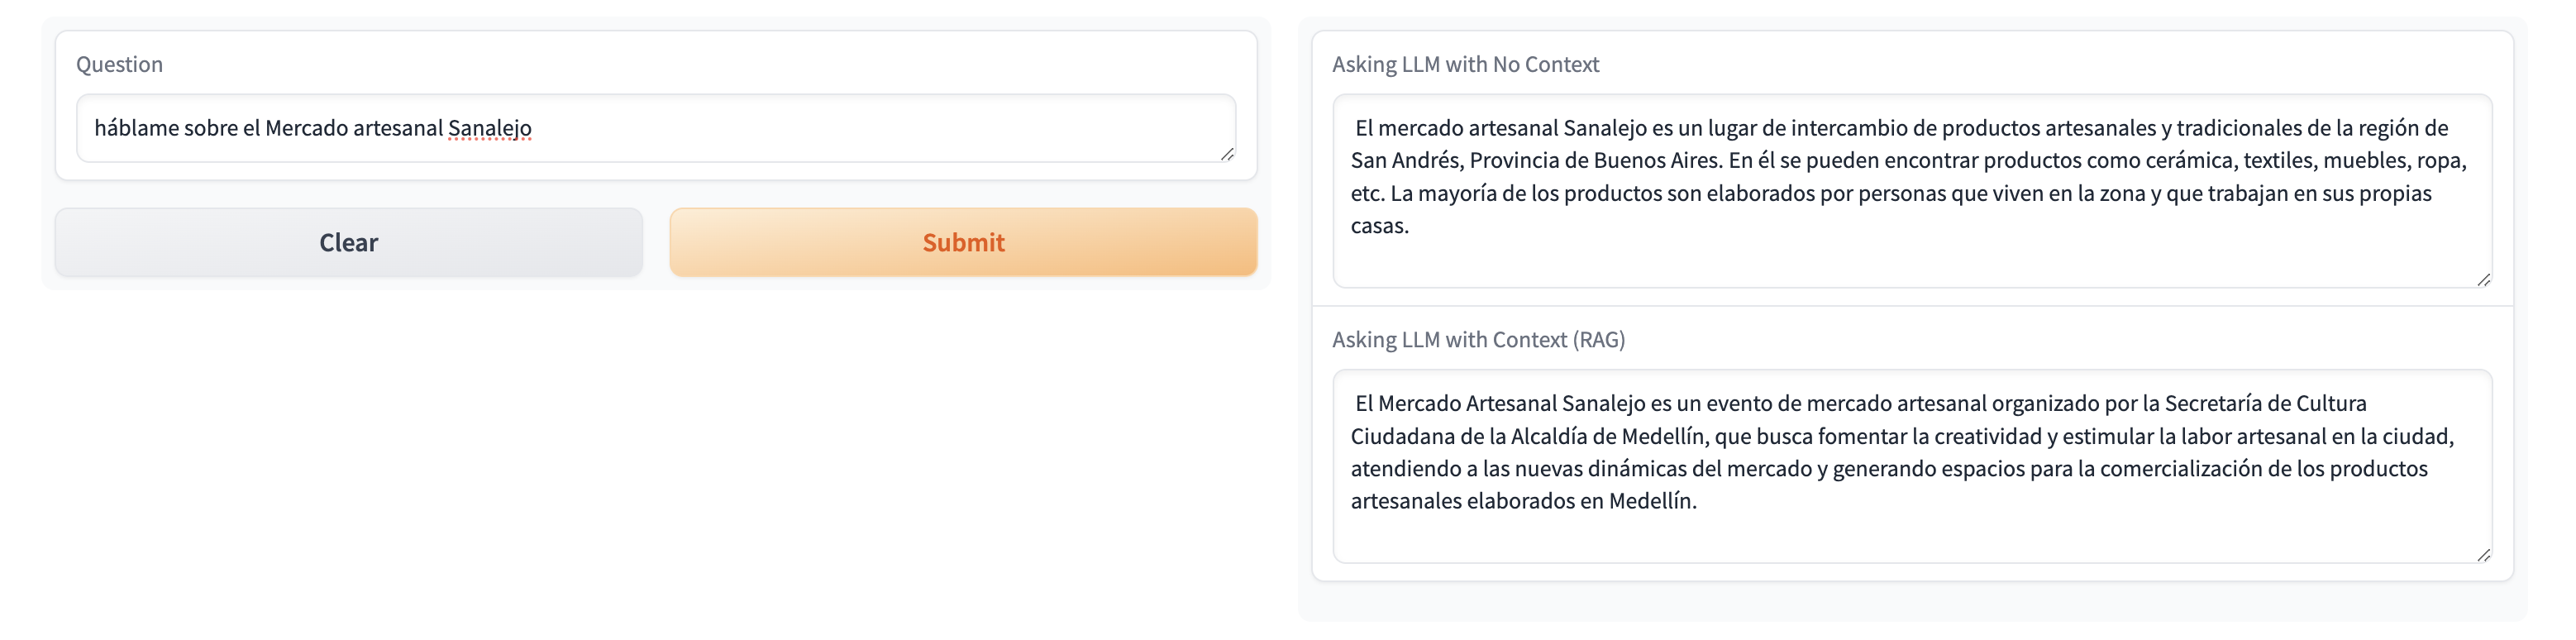 Question
háblame sobre el Mercado artesanal Sanalejo
Clear
Submit
Asking LLM with No Context
El mercado artesanal Sanalejo es un lugar de intercambio de productos artesanales y tradicionales de la región de
San Andrés, Provincia de Buenos Aires. En él se pueden encontrar productos como cerámica, textiles, muebles, ropa,
etc. La mayoría de los productos son elaborados por personas que viven en la zona y que trabajan en sus propias
casas.
Asking LLM with Context (RAG)
El Mercado Artesanal Sanalejo es un evento de mercado artesanal organizado por la Secretaría de Cultura
Ciudadana de la Alcaldía de Medellín, que busca fomentar la creatividad y estimular la labor artesanal en la ciudad,
atendiendo a las nuevas dinámicas del mercado y generando espacios para la comercialización de los productos
artesanales elaborados en Medellín.